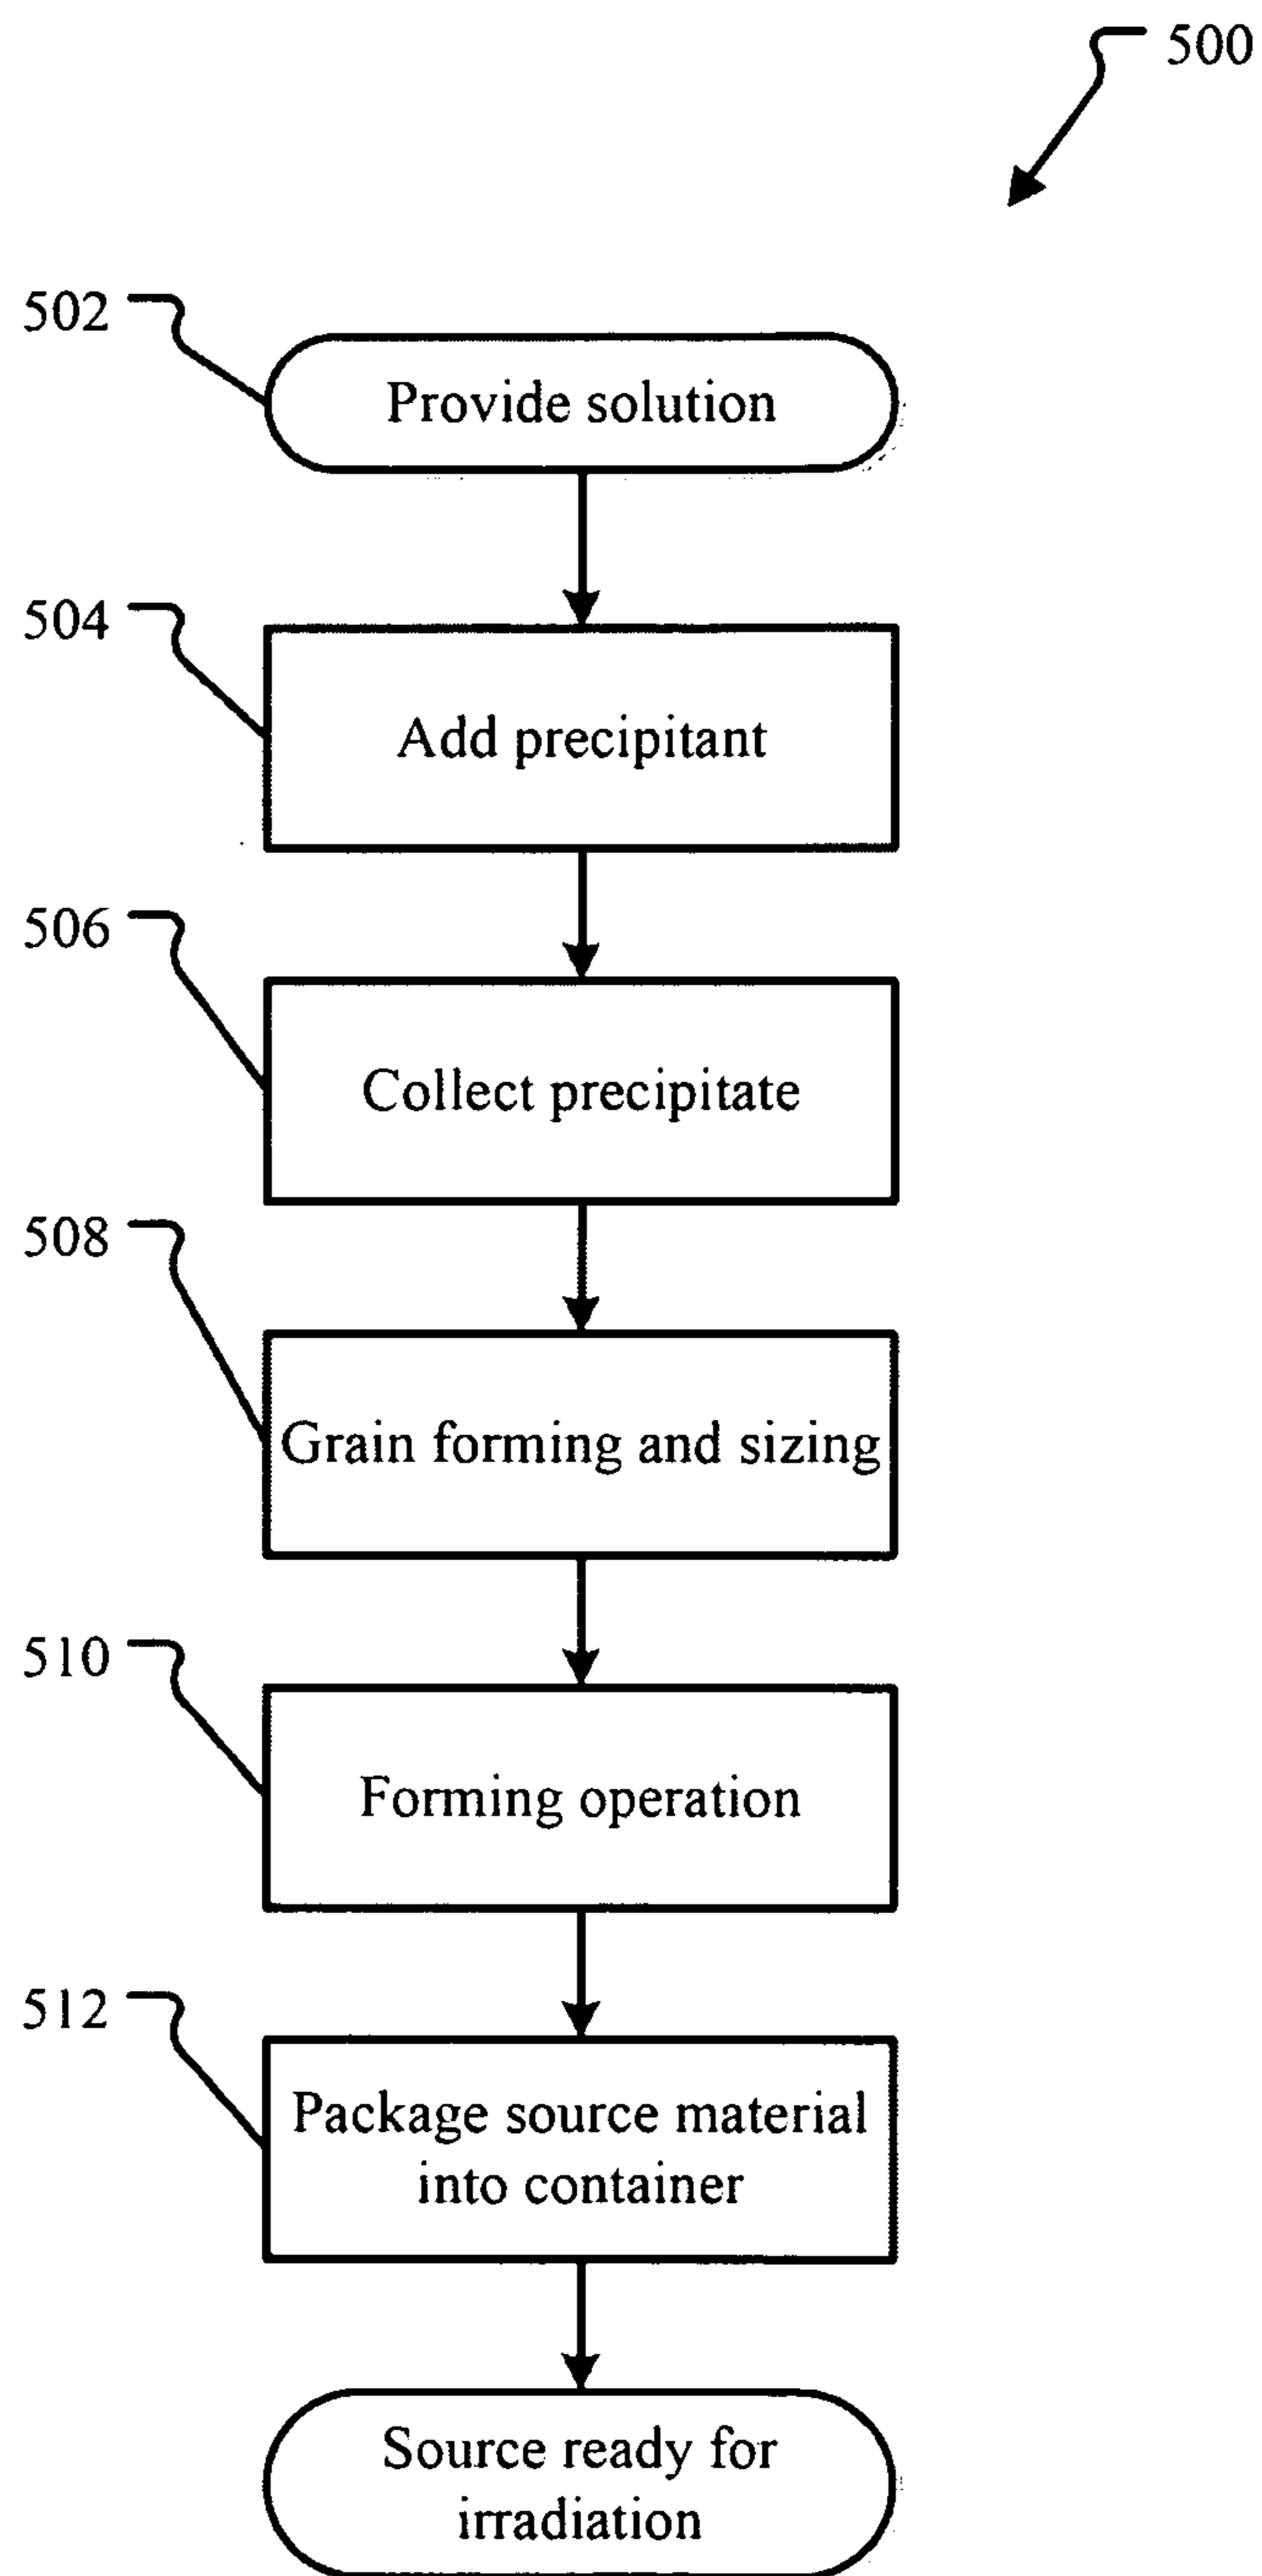 500
502
Provide solution
504
Add precipitant
506
Collect precipitate
508
Grain forming and sizing
510
Forming operation
512
Package source material
into container
Source ready for
irradiation